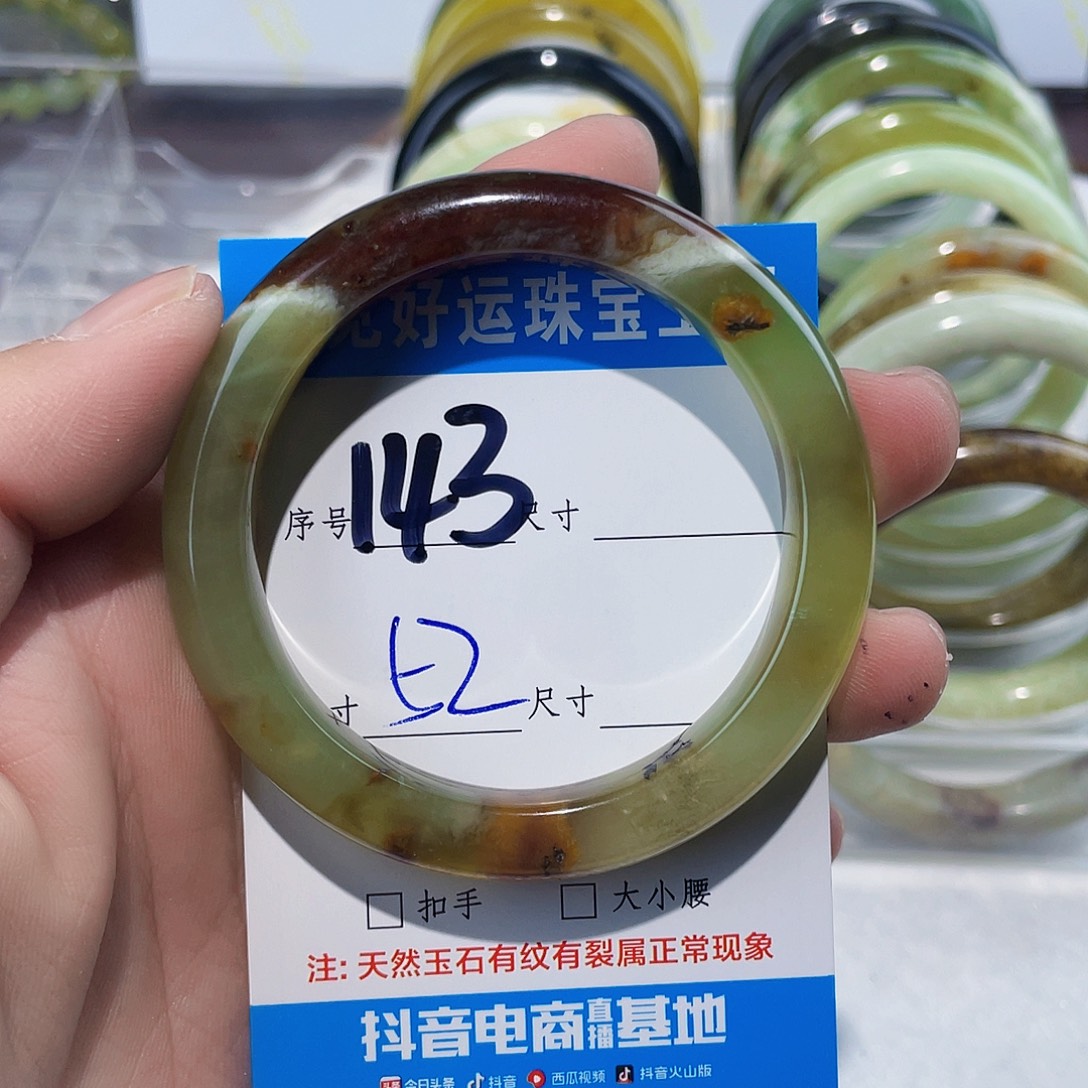 好运珠宝
序号 143 尺寸
寸 52 尺寸
□ 扣手 □ 大小腰
注: 天然玉石有纹有裂属正常现象
抖音电商直播基地
头条 今日头条 抖音 西瓜视频 抖音火山版